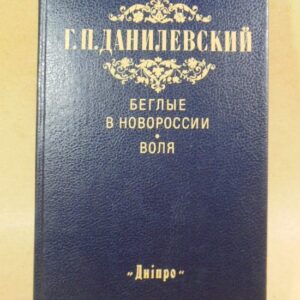 Г.П.ДАНИЛЕВСКИЙ
БЕГЛЫЕ
В НОВОРОССИИ
•
ВОЛЯ
„Дніпро“